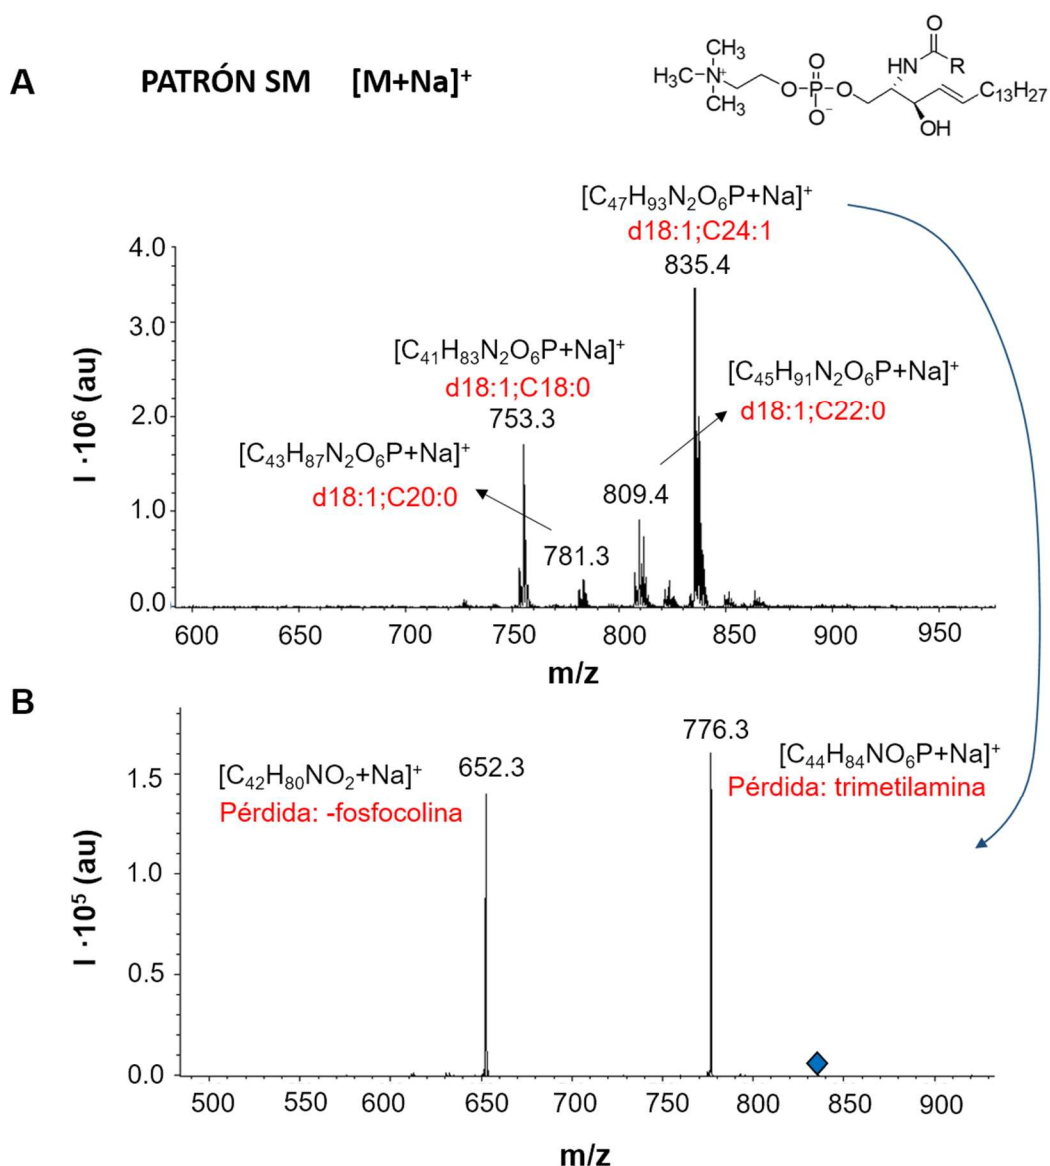 A
PATRÓN SM [M+Na]⁺
CH₃
H₃C
N⁺
CH₃
O
O
P
O⁻
O
HN
O
R
OH
C₁₃H₂₇
[C₄₇H₉₃N₂O₆P+Na]⁺
d18:1;C24:1
835.4
[C₄₁H₈₃N₂O₆P+Na]⁺
d18:1;C18:0
753.3
[C₄₅H₉₁N₂O₆P+Na]⁺
d18:1;C22:0
809.4
[C₄₃H₈₇N₂O₆P+Na]⁺
d18:1;C20:0
781.3
I ·10⁶ (au)
4.0
3.0
2.0
1.0
0.0
600 650 700 750 800 850 900 950
m/z
B
776.3
[C₄₄H₈₄NO₆P+Na]⁺
Pérdida: trimetilamina
[C₄₂H₈₀NO₂+Na]⁺
652.3
Pérdida: -fosfocolina
I ·10⁵ (au)
1.5
1.0
0.5
0.0
500 550 600 650 700 750 800 850 900
m/z